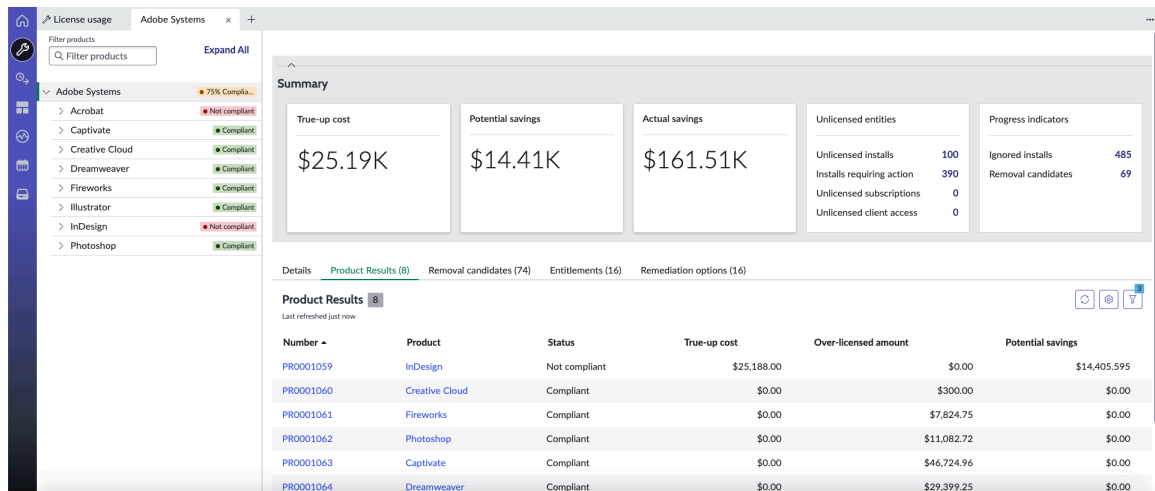 License usage
Adobe Systems × +
Filter products
Filter products
Expand All
Adobe Systems 75% Complia...
Acrobat Not compliant
Captivate Compliant
Creative Cloud Compliant
Dreamweaver Compliant
Fireworks Compliant
Illustrator Compliant
InDesign Not compliant
Photoshop Compliant
Summary
True-up cost
$25.19K
Potential savings
$14.41K
Actual savings
$161.51K
Unlicensed entities
Unlicensed installs 100
Installs requiring action 390
Unlicensed subscriptions 0
Unlicensed client access 0
Progress indicators
Ignored installs 485
Removal candidates 69
Details Product Results (8) Removal candidates (74) Entitlements (16) Remediation options (16)
Product Results 8
3
Last refreshed just now
Number Product Status True-up cost Over-licensed amount Potential savings
PR0001059 InDesign Not compliant $25,188.00 $0.00 $14,405.595
PR0001060 Creative Cloud Compliant $0.00 $300.00 $0.00
PR0001061 Fireworks Compliant $0.00 $7,824.75 $0.00
PR0001062 Photoshop Compliant $0.00 $11,082.72 $0.00
PR0001063 Captivate Compliant $0.00 $46,724.96 $0.00
PR0001064 Dreamweaver Compliant $0.00 $29,399.25 $0.00